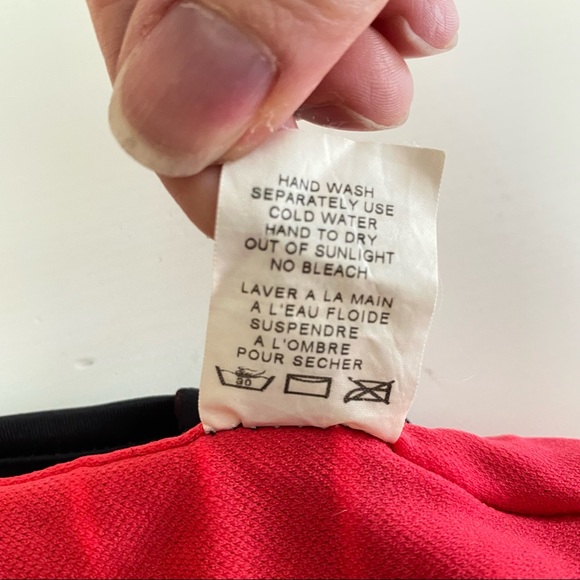 HAND WASH
SEPARATELY USE
COLD WATER
HAND TO DRY
OUT OF SUNLIGHT
NO BLEACH
LAVER A LA MAIN
A L'EAU FLOIDE
SUSPENDRE
A L'OMBRE
POUR SECHER
30